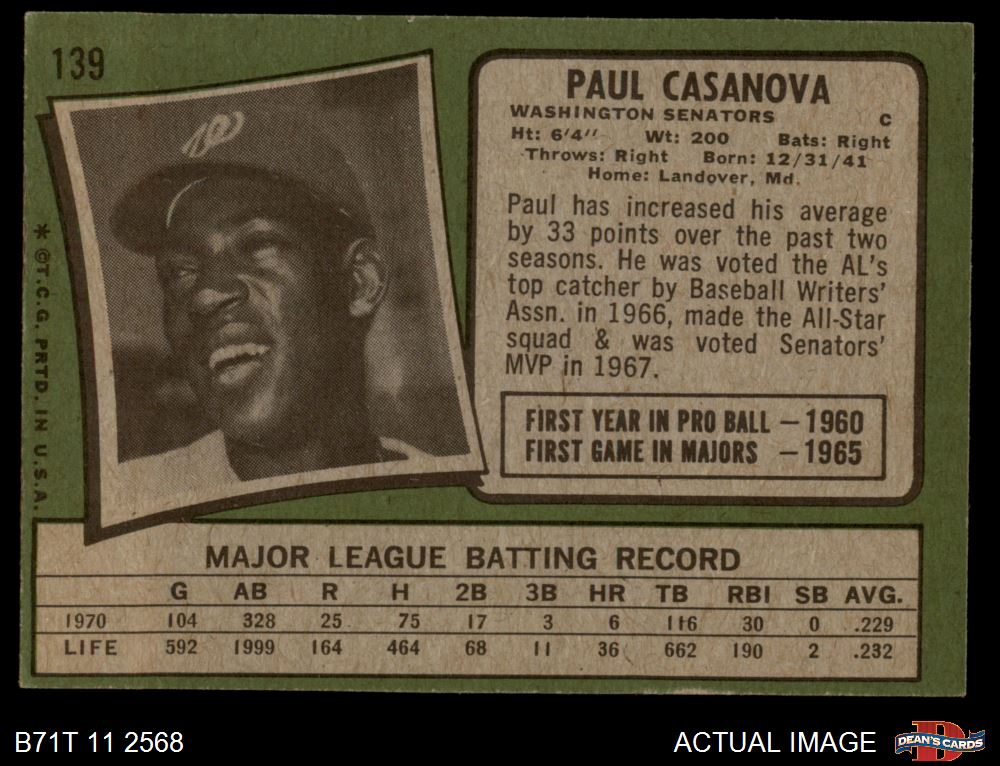 139
PAUL CASANOVA
WASHINGTON SENATORS C
Ht: 6'4" Wt: 200 Bats: Right
Throws: Right Born: 12/31/41
Home: Landover, Md.
Paul has increased his average
by 33 points over the past two
seasons. He was voted the AL's
top catcher by Baseball Writers'
Assn. in 1966, made the All-Star
squad & was voted Senators'
MVP in 1967.
FIRST YEAR IN PRO BALL — 1960
FIRST GAME IN MAJORS — 1965
* © T.C.G. PRTD. IN U.S.A.
MAJOR LEAGUE BATTING RECORD
G AB R H 2B 3B HR TB RBI SB AVG.
1970 104 328 25 75 17 3 6 116 30 0 .229
LIFE 592 1999 164 464 68 11 36 662 190 2 .232
B71T 11 2568
ACTUAL IMAGE
DEAN'S CARDS